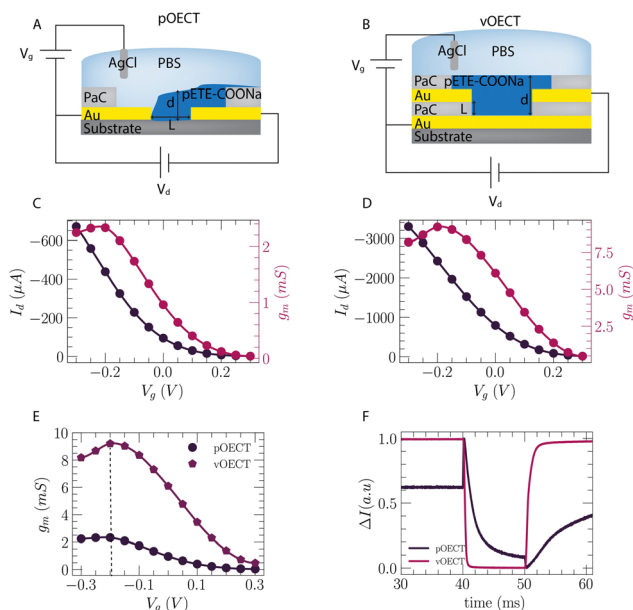 A
pOECT
V_g
AgCl
PBS
PaC
d
pETE-COONa
Au
L
Substrate
V_d
B
vOECT
V_g
AgCl
PBS
PaC
pETE-COONa
Au
L
d
PaC
Au
Substrate
V_d
C
−600
−400
−200
0
I_d (μA)
2
1
0
g_m (mS)
−0.2
0.0
0.2
V_g (V)
D
−3000
−2000
−1000
0
I_d (μA)
7.5
5.0
2.5
g_m (mS)
−0.2
0.0
0.2
V_g (V)
E
10
8
6
4
2
0
g_m (mS)
pOECT
vOECT
−0.3
−0.1
0.1
0.3
V_g (V)
F
1.0
0.5
0.0
ΔI(a.u)
pOECT
vOECT
30
40
50
60
time (ms)